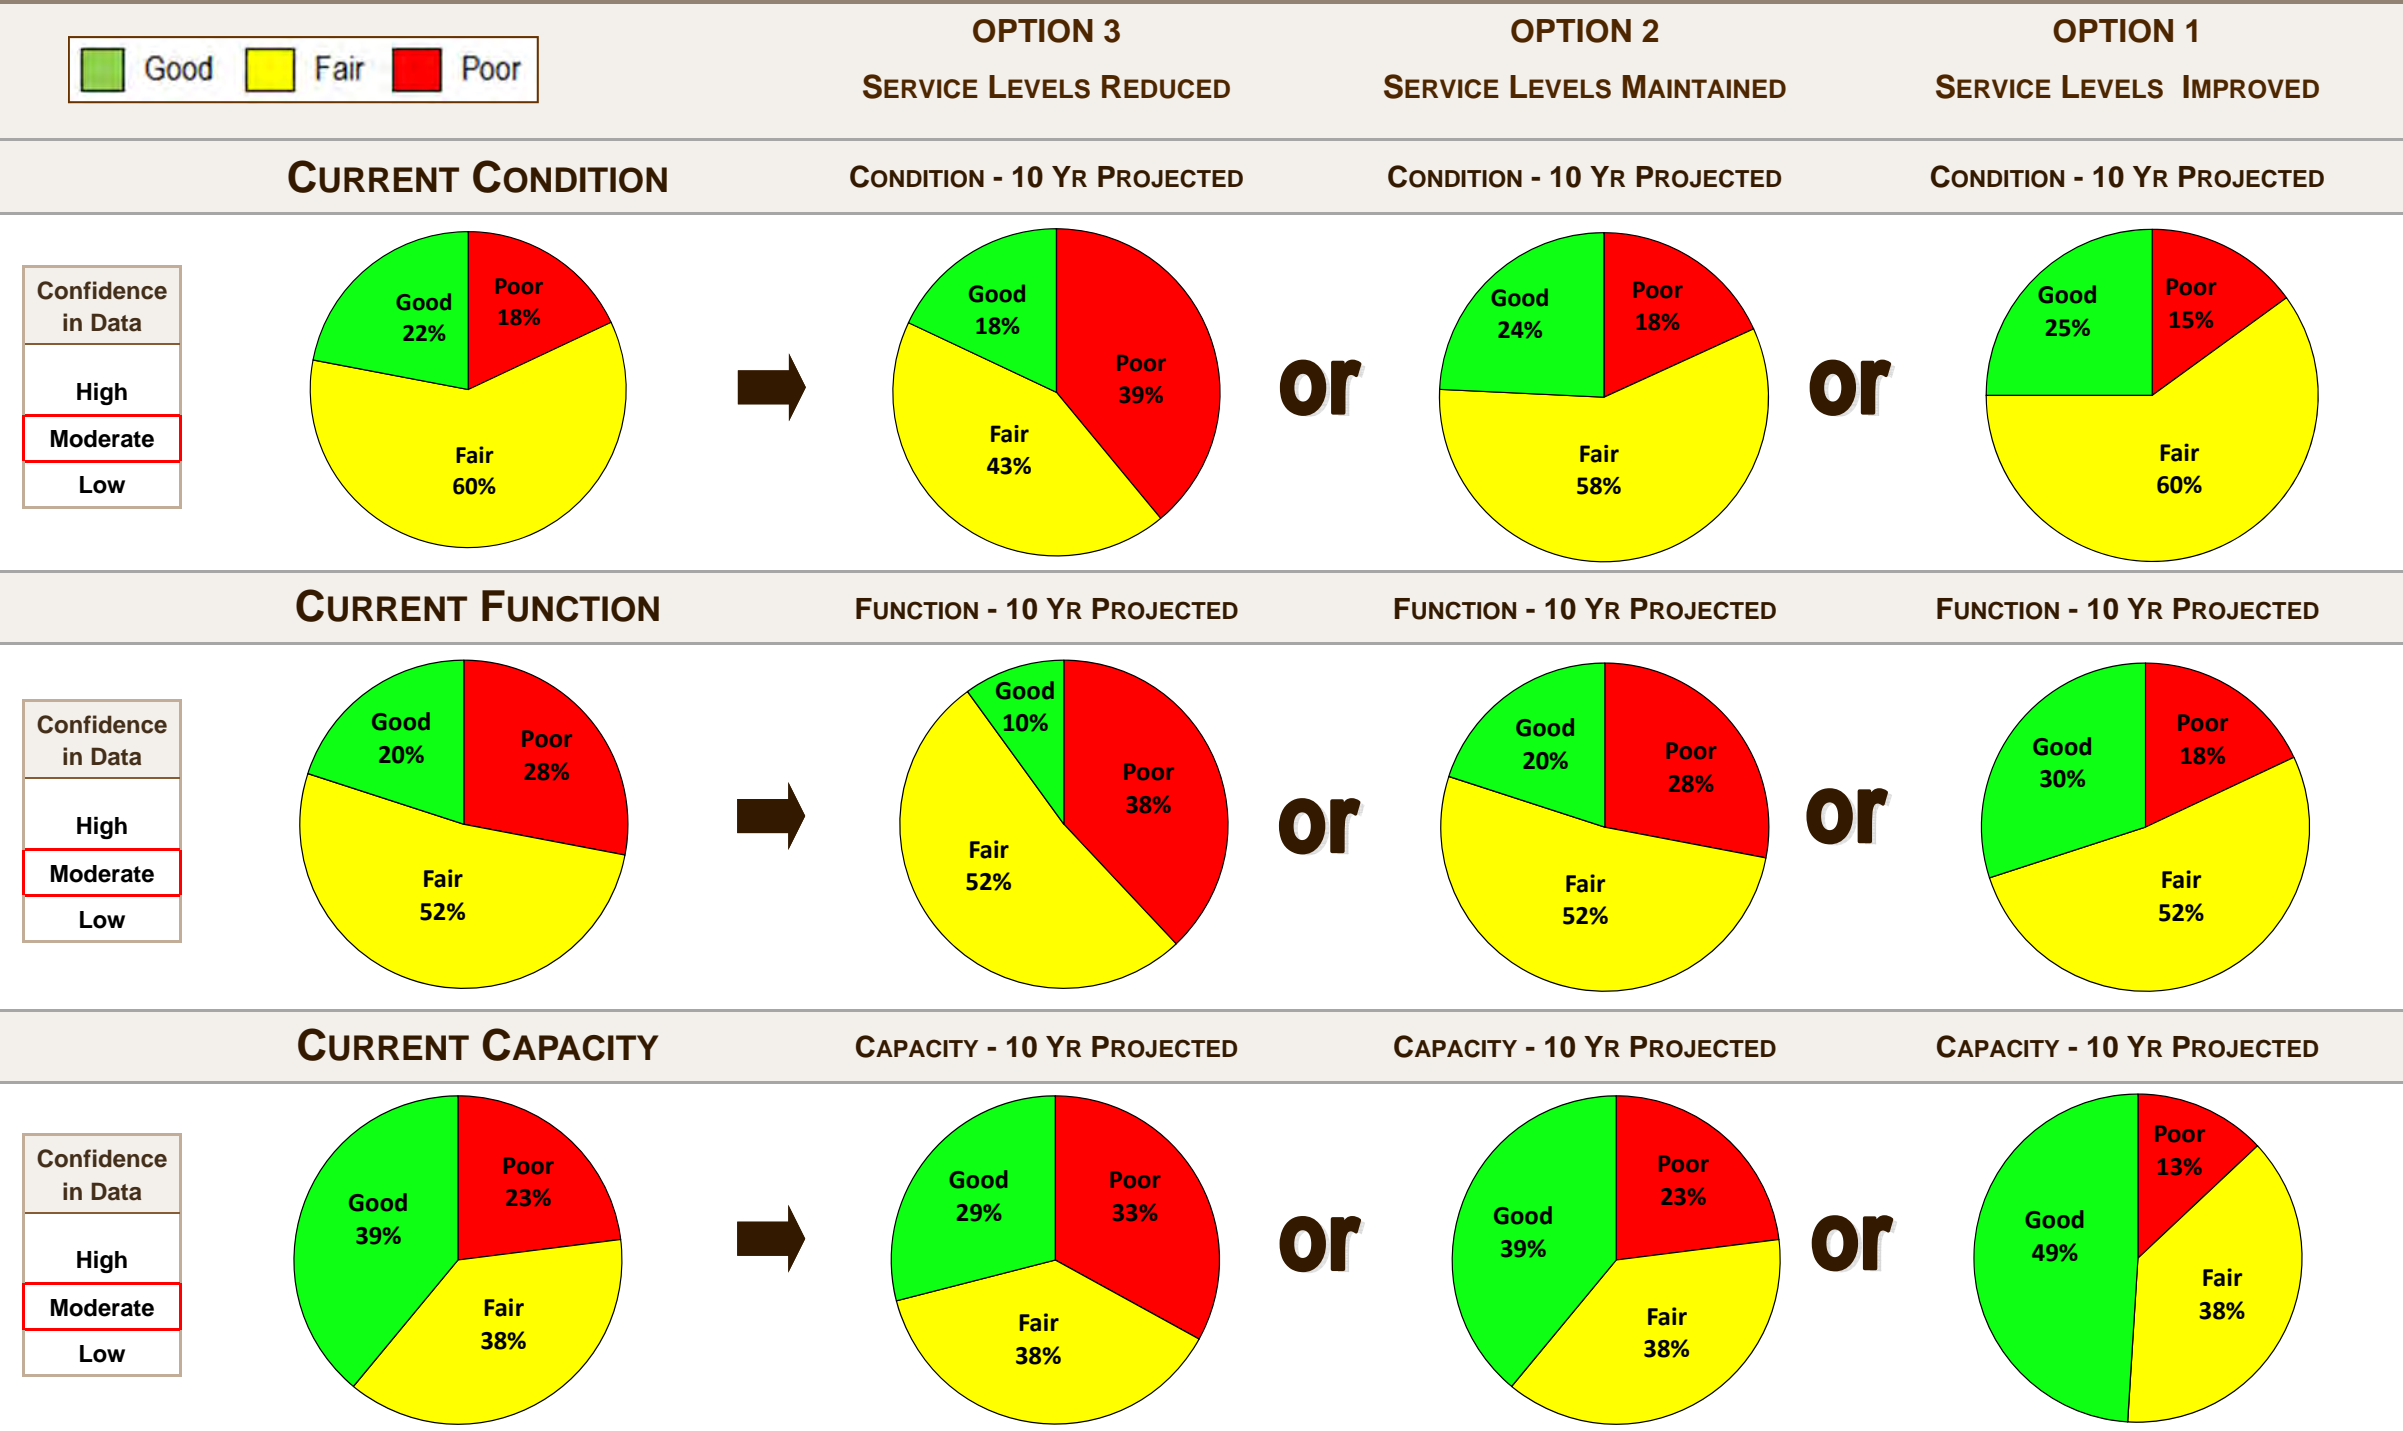 Good Fair Poor
OPTION 3
SERVICE LEVELS REDUCED
OPTION 2
SERVICE LEVELS MAINTAINED
OPTION 1
SERVICE LEVELS IMPROVED
CURRENT CONDITION
CONDITION - 10 YR PROJECTED
CONDITION - 10 YR PROJECTED
CONDITION - 10 YR PROJECTED
Confidence
in Data
High
Moderate
Low
Good
22%
Poor
18%
Fair
60%
Good
18%
Poor
39%
Fair
43%
or
Good
24%
Poor
18%
Fair
58%
or
Good
25%
Poor
15%
Fair
60%
CURRENT FUNCTION
FUNCTION - 10 YR PROJECTED
FUNCTION - 10 YR PROJECTED
FUNCTION - 10 YR PROJECTED
Confidence
in Data
High
Moderate
Low
Good
20%
Poor
28%
Fair
52%
Good
10%
Poor
38%
Fair
52%
or
Good
20%
Poor
28%
Fair
52%
or
Good
30%
Poor
18%
Fair
52%
CURRENT CAPACITY
CAPACITY - 10 YR PROJECTED
CAPACITY - 10 YR PROJECTED
CAPACITY - 10 YR PROJECTED
Confidence
in Data
High
Moderate
Low
Good
39%
Poor
23%
Fair
38%
Good
29%
Poor
33%
Fair
38%
or
Good
39%
Poor
23%
Fair
38%
or
Good
49%
Poor
13%
Fair
38%